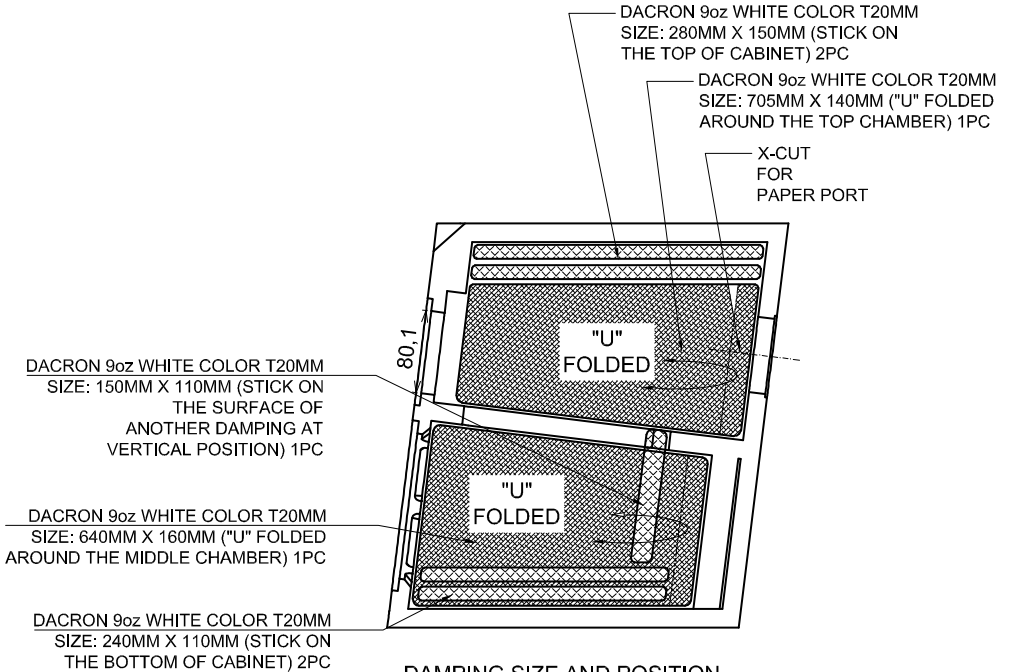 DACRON 9oz WHITE COLOR T20MM
SIZE: 280MM X 150MM (STICK ON
THE TOP OF CABINET) 2PC
DACRON 9oz WHITE COLOR T20MM
SIZE: 705MM X 140MM ("U" FOLDED
AROUND THE TOP CHAMBER) 1PC
X-CUT
FOR
PAPER PORT
80,1
"U"
FOLDED
DACRON 9oz WHITE COLOR T20MM
SIZE: 150MM X 110MM (STICK ON
THE SURFACE OF
ANOTHER DAMPING AT
VERTICAL POSITION) 1PC
"U"
FOLDED
DACRON 9oz WHITE COLOR T20MM
SIZE: 640MM X 160MM ("U" FOLDED
AROUND THE MIDDLE CHAMBER) 1PC
DACRON 9oz WHITE COLOR T20MM
SIZE: 240MM X 110MM (STICK ON
THE BOTTOM OF CABINET) 2PC
DAMPING SIZE AND POSITION